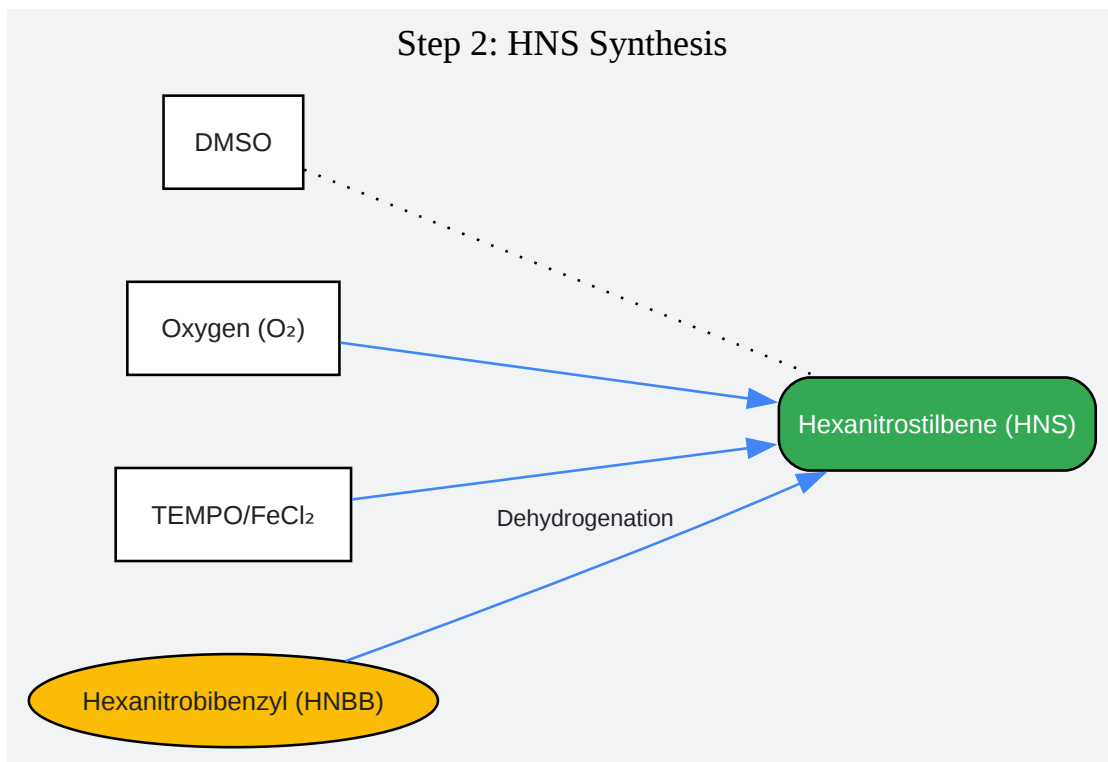 Step 2: HNS Synthesis
DMSO
Oxygen (O₂)
Hexanitrostilbene (HNS)
TEMPO/FeCl₂
Dehydrogenation
Hexanitrobibenzyl (HNBB)